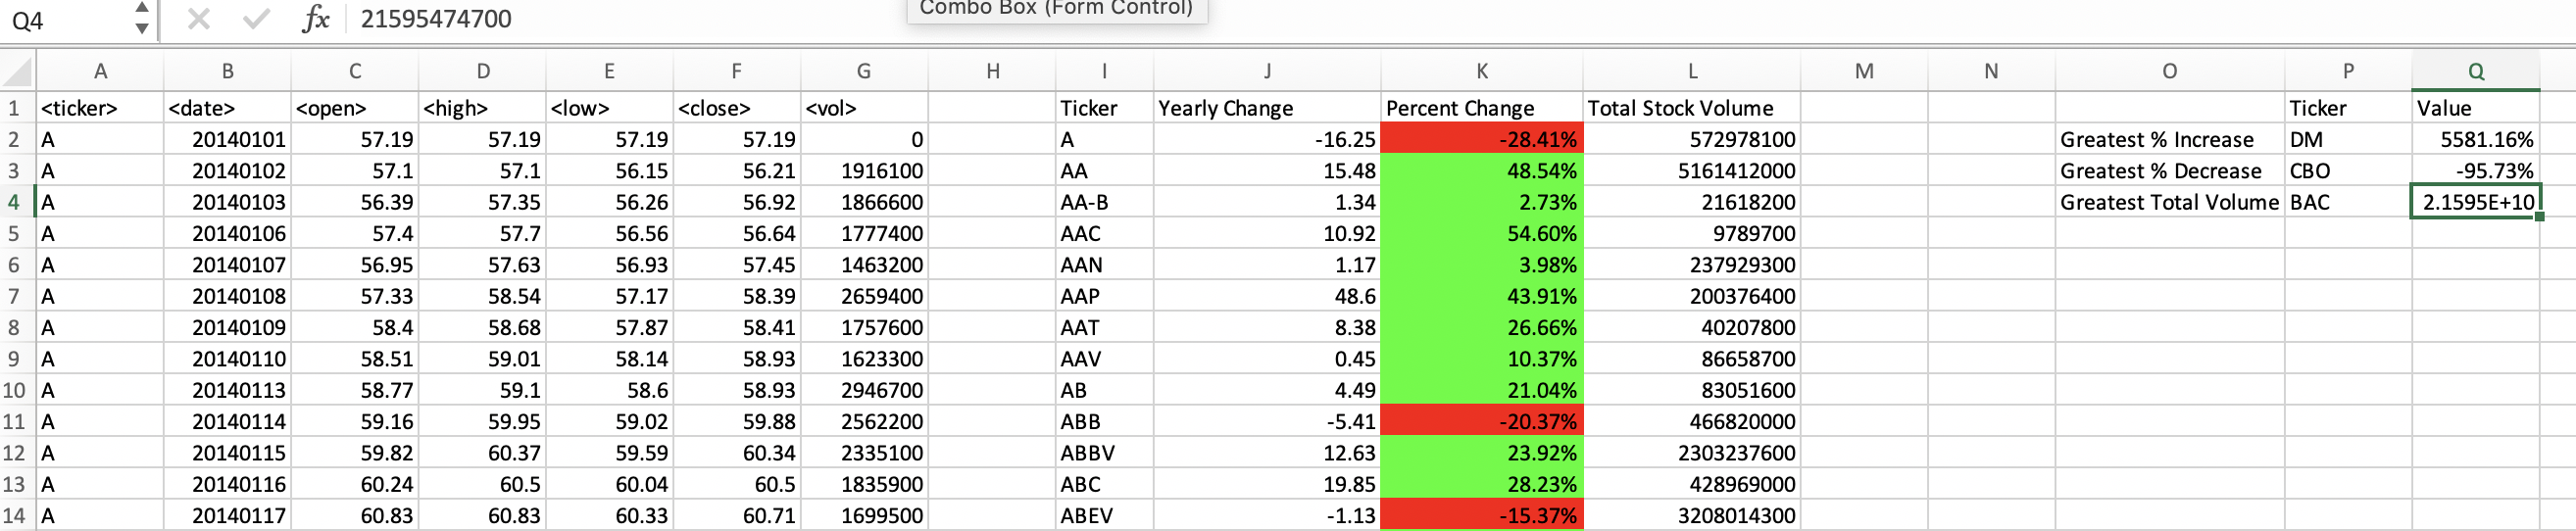 Q4 fx 21595474700 Combo Box (Form Control)
A B C D E F G H I J K L M N O P Q
1 <ticker> <date> <open> <high> <low> <close> <vol> Ticker Yearly Change Percent Change Total Stock Volume Ticker Value
2 A 20140101 57.19 57.19 57.19 57.19 0 A -16.25 -28.41% 572978100 Greatest % Increase DM 5581.16%
3 A 20140102 57.1 57.1 56.15 56.21 1916100 AA 15.48 48.54% 5161412000 Greatest % Decrease CBO -95.73%
4 A 20140103 56.39 57.35 56.26 56.92 1866600 AA-B 1.34 2.73% 21618200 Greatest Total Volume BAC 2.1595E+10
5 A 20140106 57.4 57.7 56.56 56.64 1777400 AAC 10.92 54.60% 9789700
6 A 20140107 56.95 57.63 56.93 57.45 1463200 AAN 1.17 3.98% 237929300
7 A 20140108 57.33 58.54 57.17 58.39 2659400 AAP 48.6 43.91% 200376400
8 A 20140109 58.4 58.68 57.87 58.41 1757600 AAT 8.38 26.66% 40207800
9 A 20140110 58.51 59.01 58.14 58.93 1623300 AAV 0.45 10.37% 86658700
10 A 20140113 58.77 59.1 58.6 58.93 2946700 AB 4.49 21.04% 83051600
11 A 20140114 59.16 59.95 59.02 59.88 2562200 ABB -5.41 -20.37% 466820000
12 A 20140115 59.82 60.37 59.59 60.34 2335100 ABBV 12.63 23.92% 2303237600
13 A 20140116 60.24 60.5 60.04 60.5 1835900 ABC 19.85 28.23% 428969000
14 A 20140117 60.83 60.83 60.33 60.71 1699500 ABEV -1.13 -15.37% 3208014300